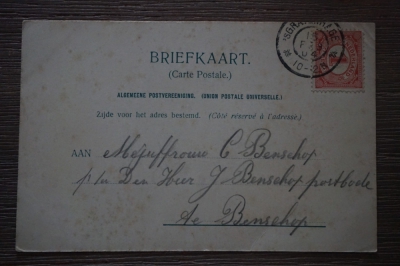 BRIEFKAART.
(Carte Postale.)
ALGEMEENE POSTVEREENIGING. (UNION POSTALE UNIVERSELLE.)
Zijde voor het adres bestemd. (Côté réservé à l'adresse.)
AAN Mejuffrouw C Benschop
p/a Den Heer J Benschop postbode
Te Benschop